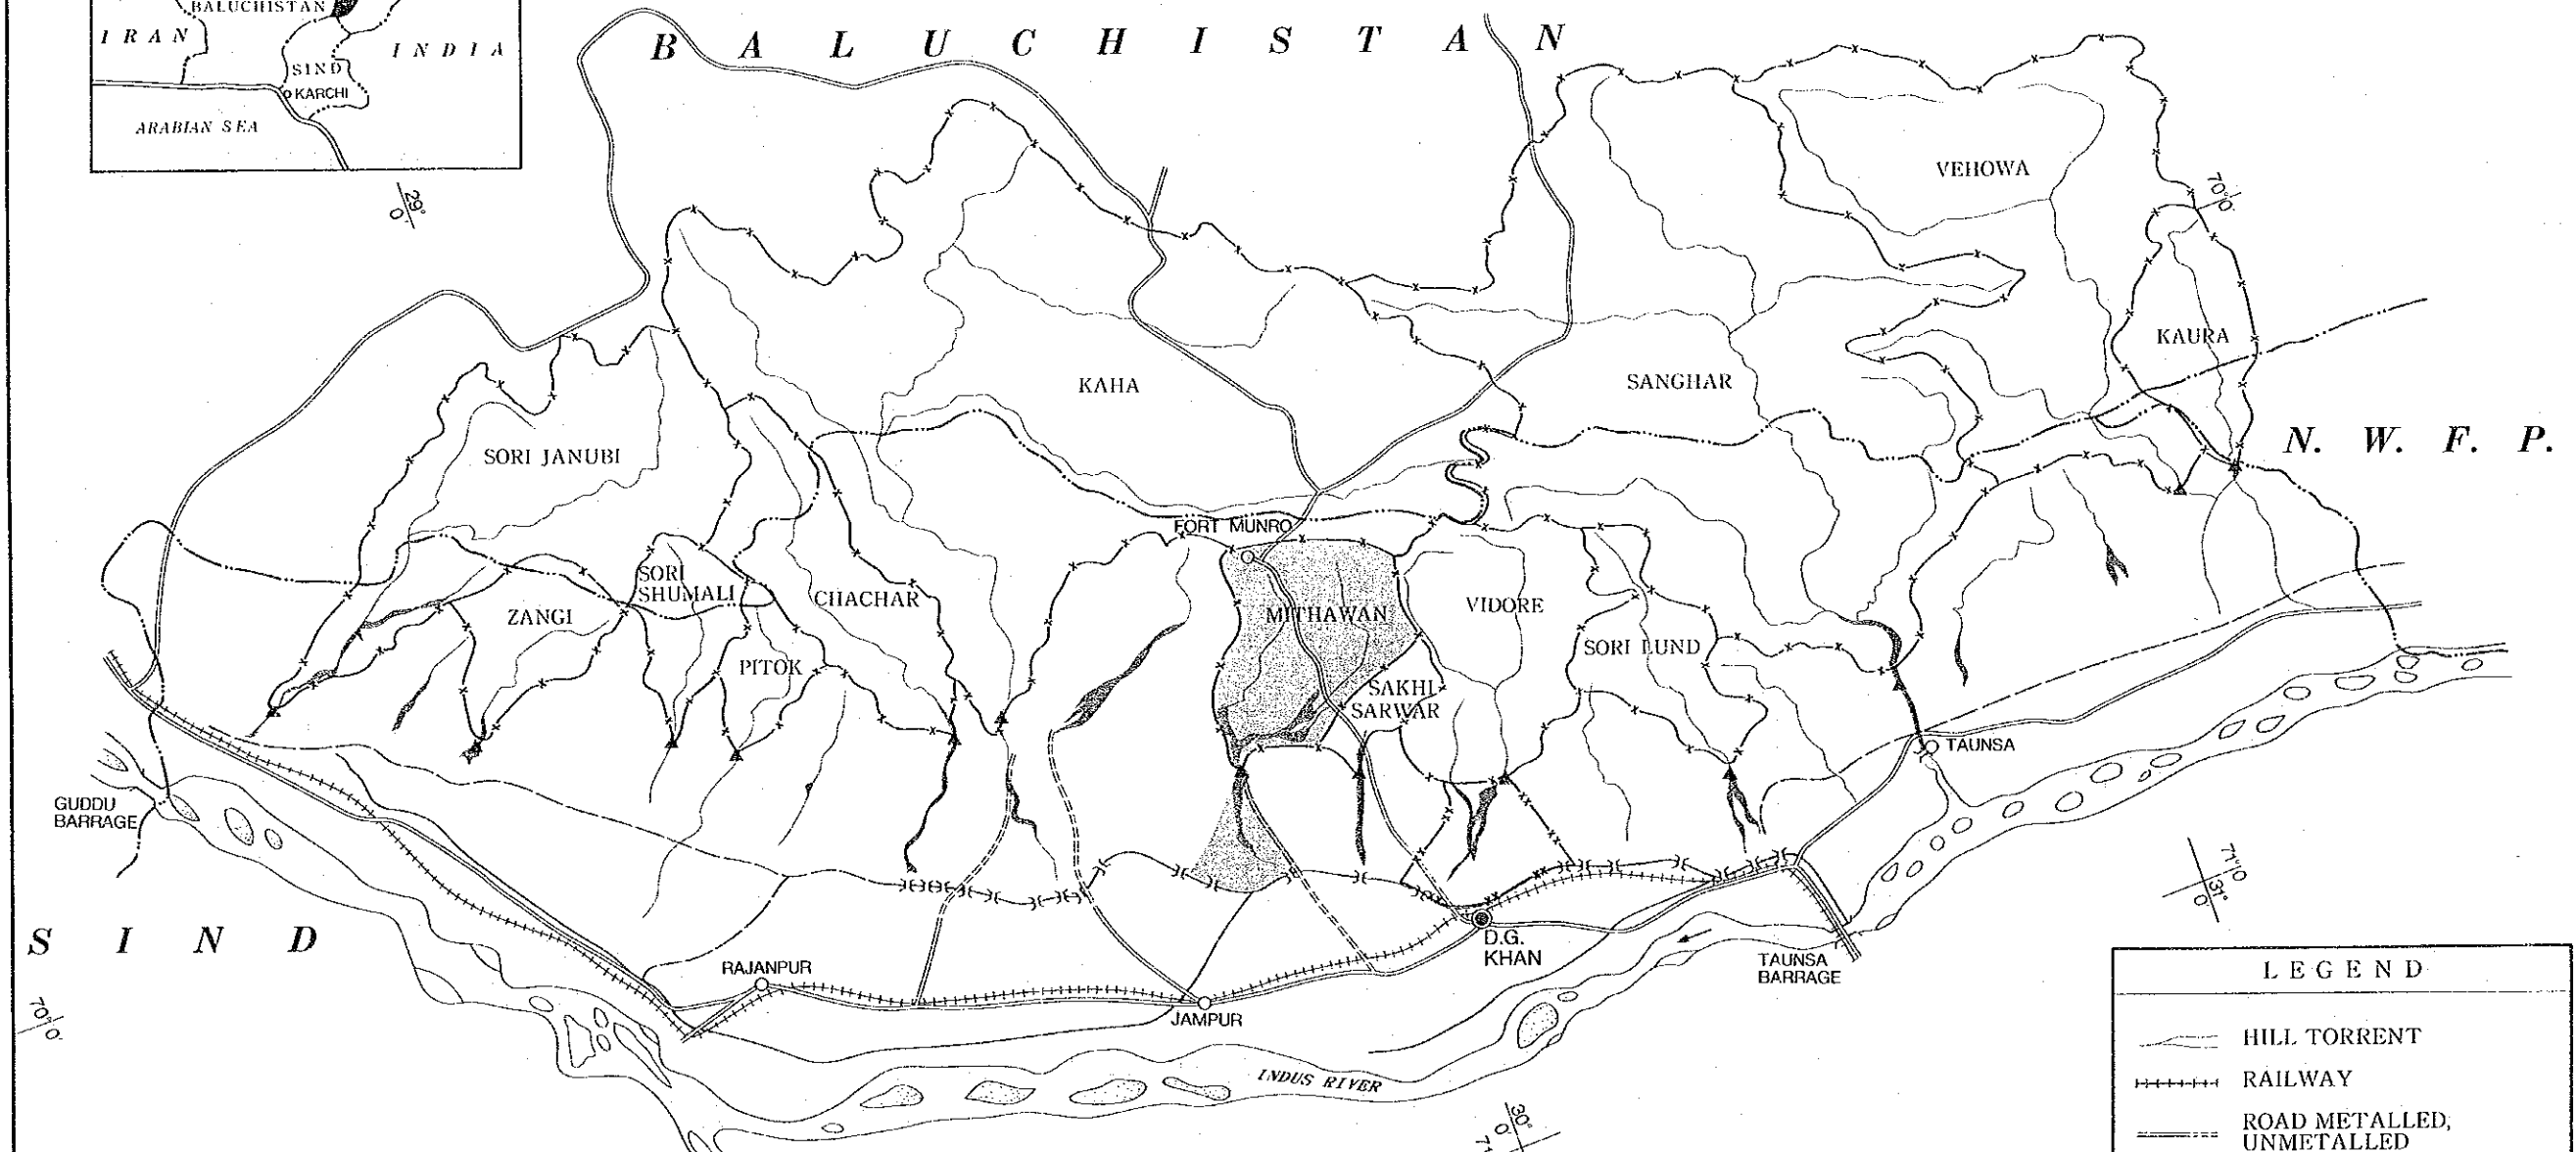 BALUCHISTAN
IRAN
INDIA
SIND
KARCHI
ARABIAN SEA
BALUCHISTAN
29°
0'
VEHOWA
70°0'
KAURA
KAHA
SANGHAR
N. W. F. P.
SORI JANUBI
FORT MUNRO
SORI
SHUMALI
ZANGI
CHACHAR
MITHAWAN
VIDORE
SORI LUND
PITOK
SAKHI
SARWAR
TAUNSA
GUDDU
BARRAGE
71°0'
31°
0'
SIND
D.G.
KHAN
TAUNSA
BARRAGE
RAJANPUR
JAMPUR
70°0'
INDUS RIVER
30°
0'
LEGEND
HILL TORRENT
RAILWAY
ROAD METALLED,
UNMETALLED